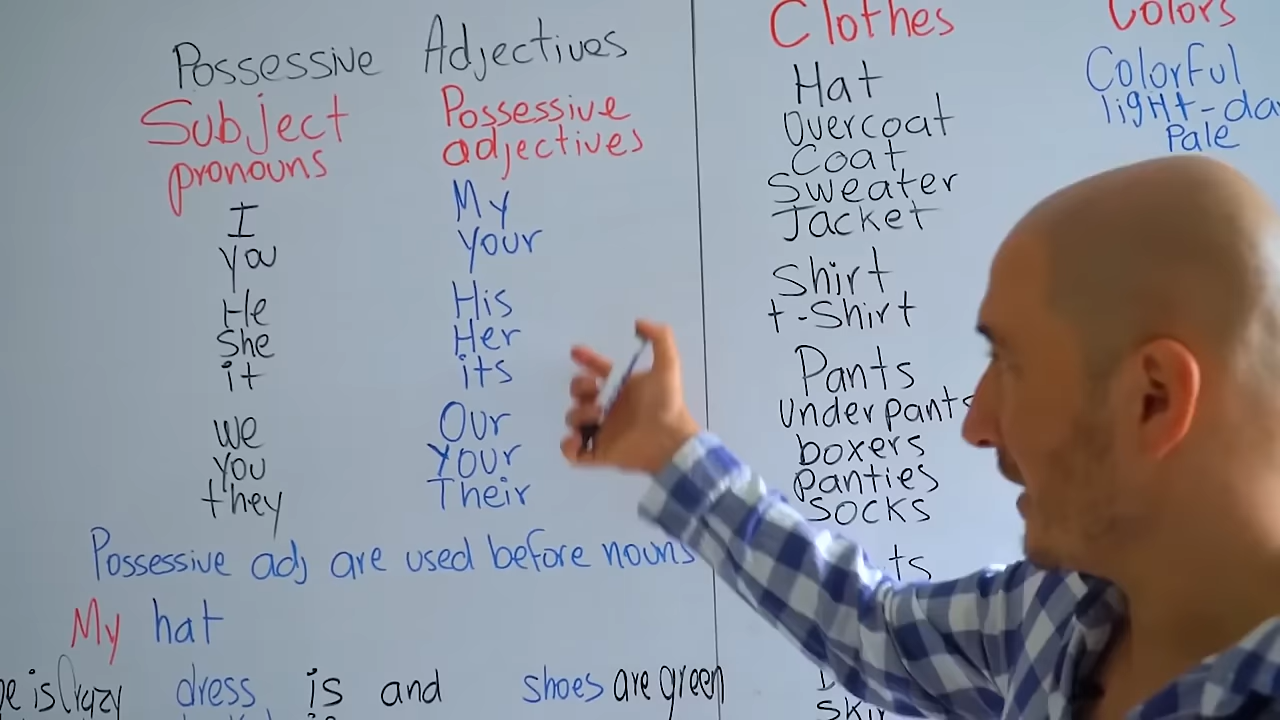 Possessive Adjectives
Subject pronouns
Possessive adjectives
I My
you your
He His
She Her
it its
we Our
you Your
they Their
Possessive adj are used before nouns
My hat
is Crazy dress is and shoes are green
Clothes
Hat
Overcoat
Coat
Sweater
Jacket
Shirt
t-Shirt
Pants
Underpants
boxers
Panties
Socks
Colors
Colorful
light-da
Pale